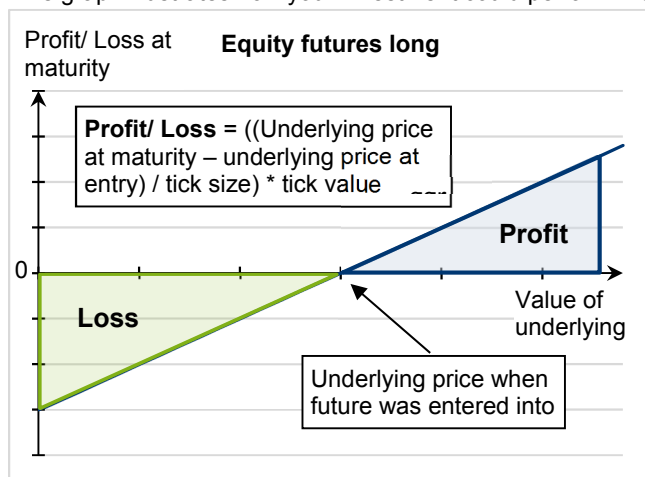 Profit/ Loss at
maturity
Equity futures long
Profit/ Loss = ((Underlying price
at maturity – underlying price at
entry) / tick size) * tick value
Profit
0
Loss
Value of
underlying
Underlying price when
future was entered into